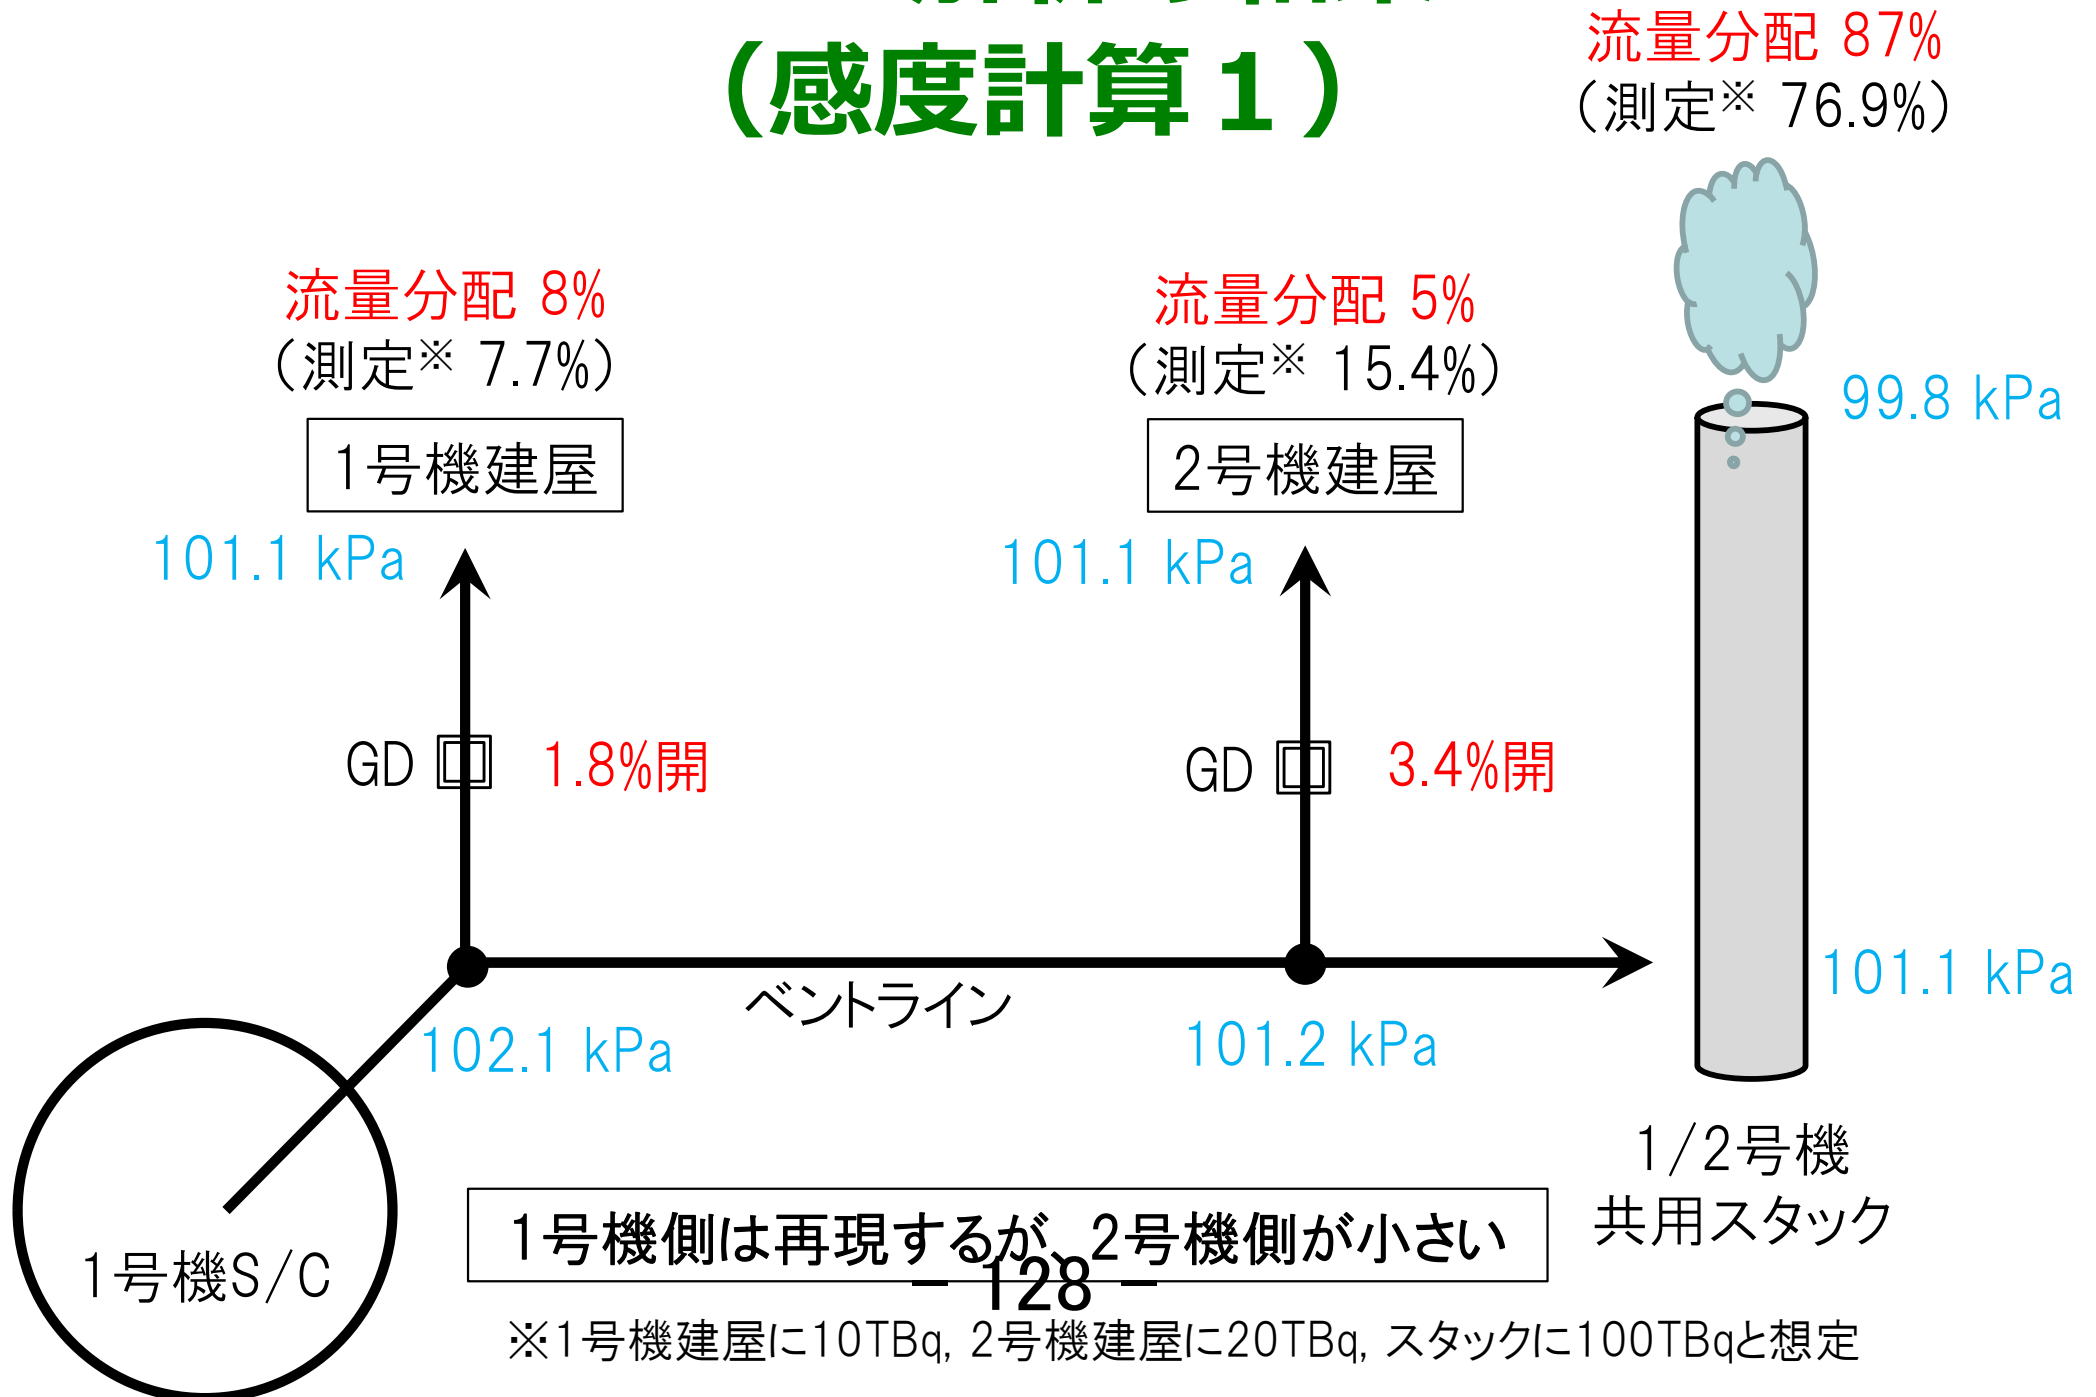 （感度計算１）
流量分配 87%
（測定※ 76.9%）
流量分配 8%
（測定※ 7.7%）
1号機建屋
101.1 kPa
流量分配 5%
（測定※ 15.4%）
2号機建屋
101.1 kPa
99.8 kPa
GD
1.8%開
GD
3.4%開
ベントライン
102.1 kPa
101.2 kPa
101.1 kPa
1/2号機
共用スタック
1号機S/C
1号機側は再現するが、2号機側が小さい
－ 128 －
※1号機建屋に10TBq, 2号機建屋に20TBq, スタックに100TBqと想定